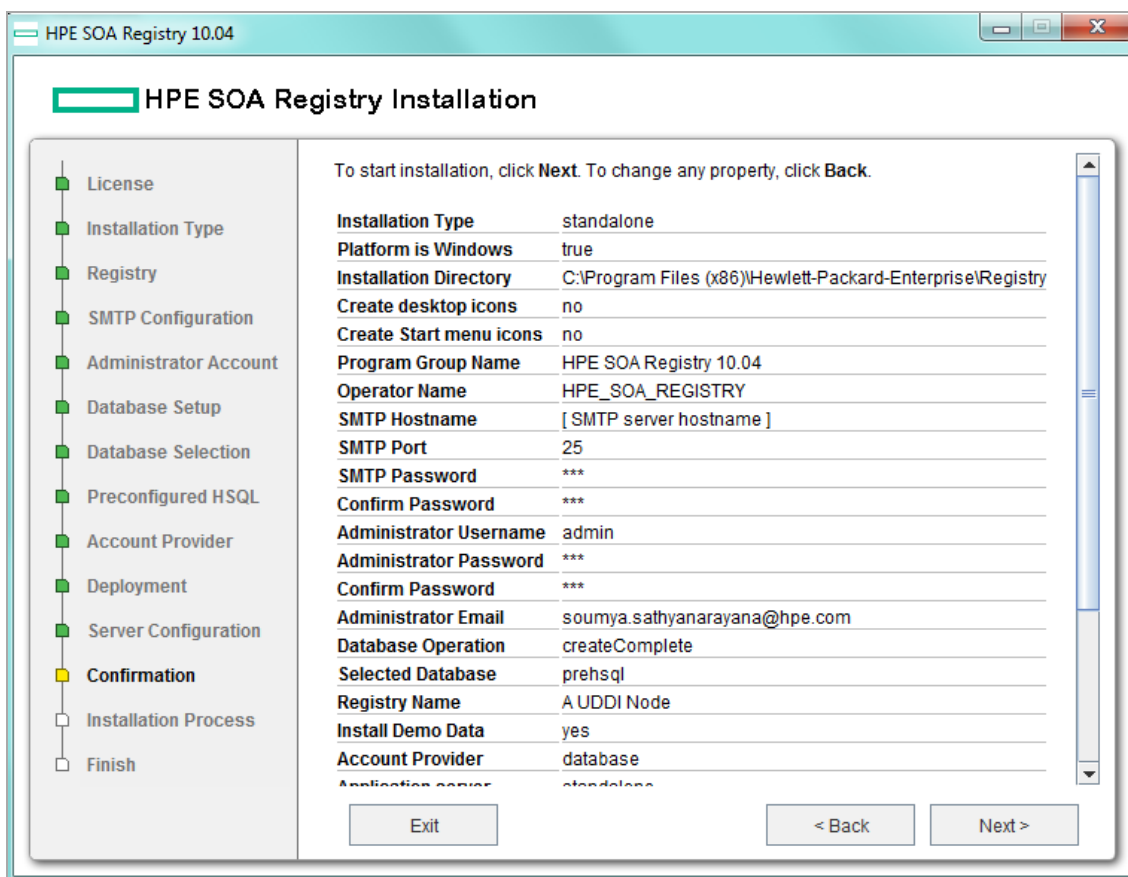 HPE SOA Registry 10.04
HPE SOA Registry Installation
License
Installation Type
Registry
SMTP Configuration
Administrator Account
Database Setup
Database Selection
Preconfigured HSQL
Account Provider
Deployment
Server Configuration
Confirmation
Installation Process
Finish
To start installation, click Next. To change any property, click Back.
Installation Type standalone
Platform is Windows true
Installation Directory C:\Program Files (x86)\Hewlett-Packard-Enterprise\Registry
Create desktop icons no
Create Start menu icons no
Program Group Name HPE SOA Registry 10.04
Operator Name HPE_SOA_REGISTRY
SMTP Hostname [ SMTP server hostname ]
SMTP Port 25
SMTP Password ***
Confirm Password ***
Administrator Username admin
Administrator Password ***
Confirm Password ***
Administrator Email soumya.sathyanarayana@hpe.com
Database Operation createComplete
Selected Database prehsql
Registry Name A UDDI Node
Install Demo Data yes
Account Provider database
Application server standalone
Exit
< Back
Next >